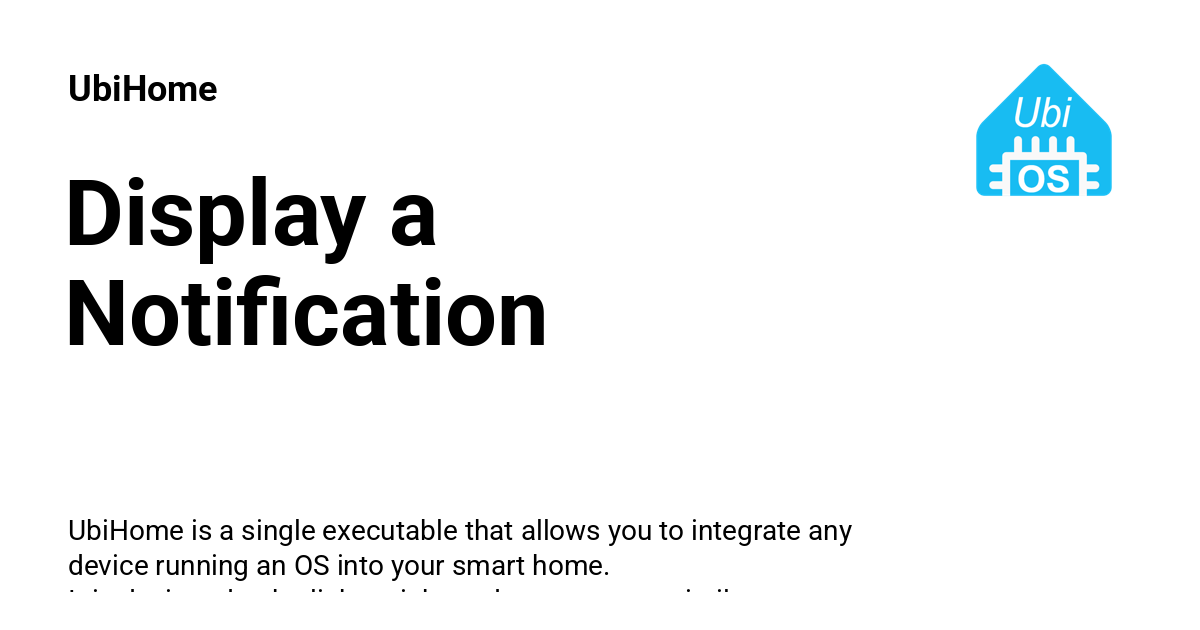 UbiHome
Ubi
OS
Display a
Notification
UbiHome is a single executable that allows you to integrate any
device running an OS into your smart home.